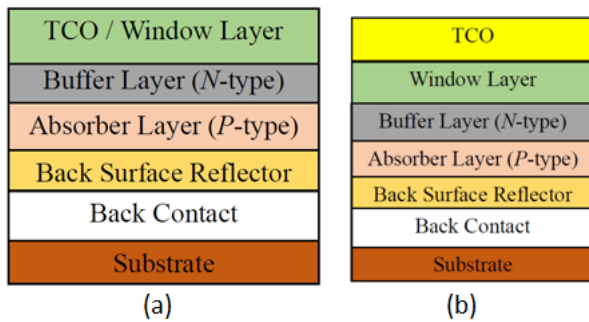 TCO / Window Layer
Buffer Layer (N-type)
Absorber Layer (P-type)
Back Surface Reflector
Back Contact
Substrate
(a)
TCO
Window Layer
Buffer Layer (N-type)
Absorber Layer (P-type)
Back Surface Reflector
Back Contact
Substrate
(b)